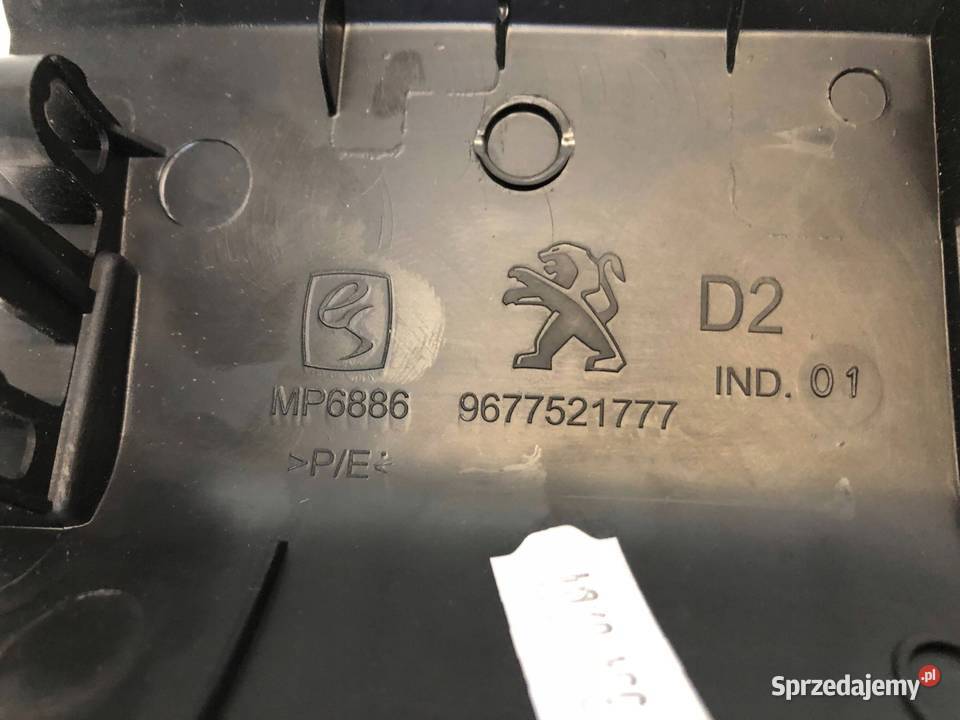 D2
IND. 01
MP6886 9677521777
>P/E<
Sprzedajemy.pl